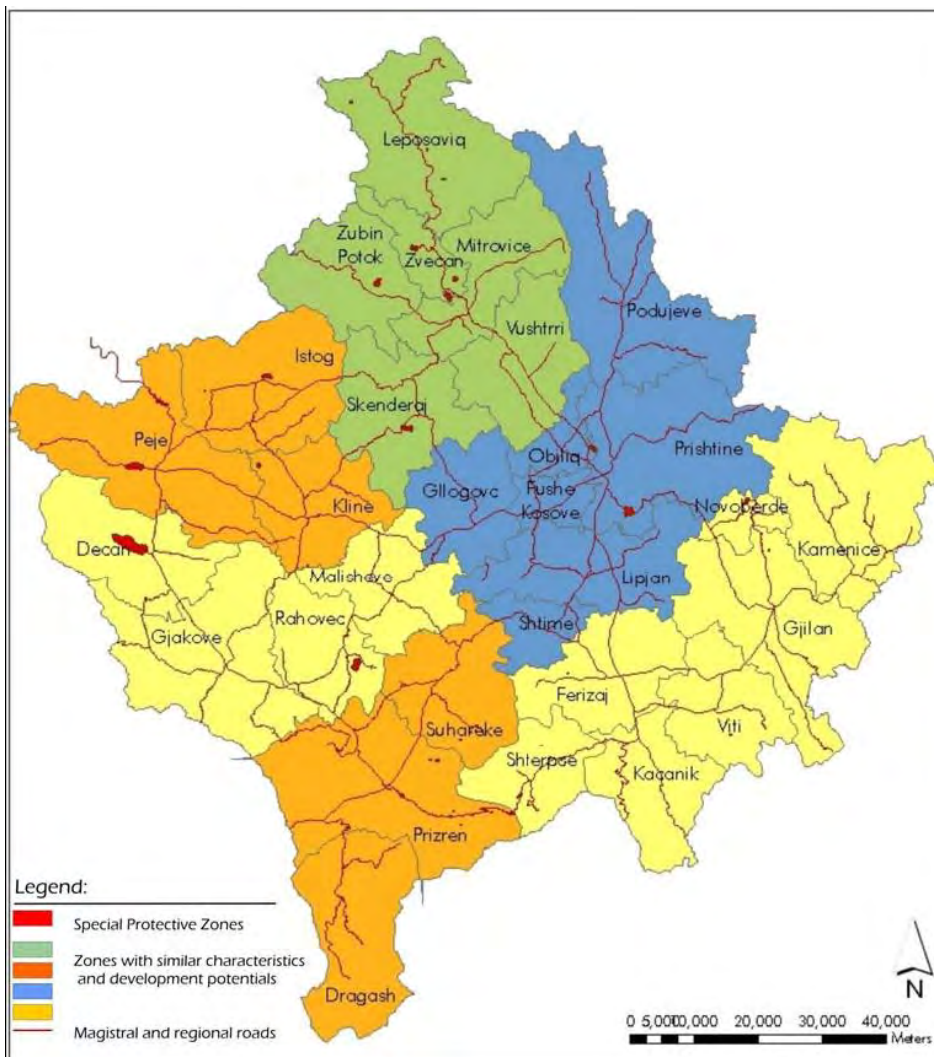 Leposaviq
Zubin
Potok
Zvecan
Mitrovice
Vushtrri
Podujeve
Istog
Skenderaj
Peje
Obiliq
Prishtine
Gllogovc
Fushe
Kosove
Kline
Novoberde
Decan
Kamenice
Malisheve
Lipjan
Rahovec
Gjakove
Shtime
Gjilan
Ferizaj
Suhareke
Viti
Shterpce
Kacanik
Prizren
Dragash
Legend:
Special Protective Zones
Zones with similar characteristics
and development potentials
Magistral and regional roads
N
0 5,000 10,000 20,000 30,000 40,000
Meters